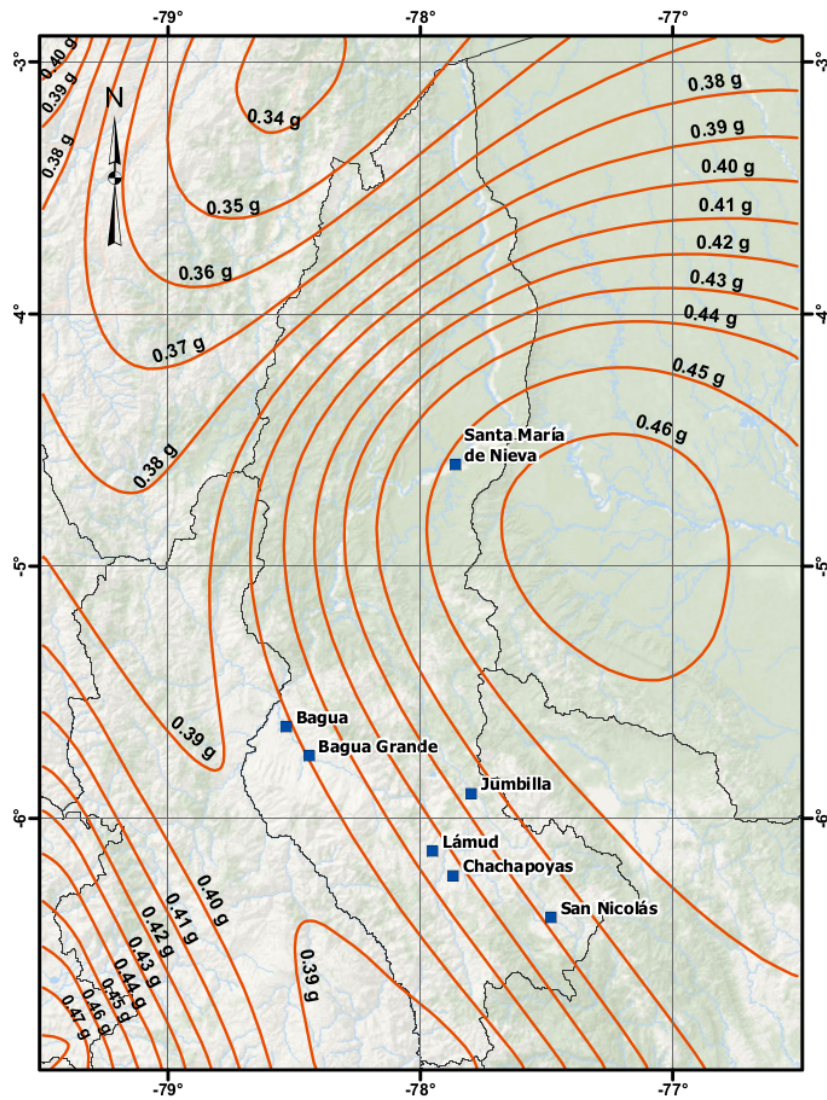 -79°
-78°
-77°
-3°
-3°
0.40 g
0.39 g
0.38 g
N
0.34 g
0.35 g
0.36 g
0.37 g
0.38 g
0.38 g
0.39 g
0.40 g
0.41 g
0.42 g
0.43 g
0.44 g
0.45 g
0.46 g
-4°
-4°
Santa María
de Nieva
-5°
-5°
Bagua
Bagua Grande
0.39 g
Jumbilla
-6°
-6°
Lámud
Chachapoyas
San Nicolás
0.40 g
0.41 g
0.42 g
0.43 g
0.44 g
0.45 g
0.46 g
0.47 g
0.39 g
-79
-78
-77